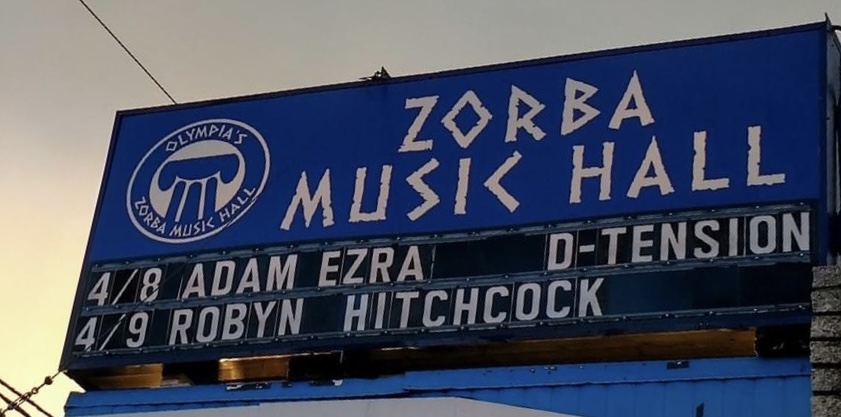 OLYMPIA'S
ZORBA MUSIC HALL
ZORBA
MUSIC HALL
4/8 ADAM EZRA D-TENSION
4/9 ROBYN HITCHCOCK